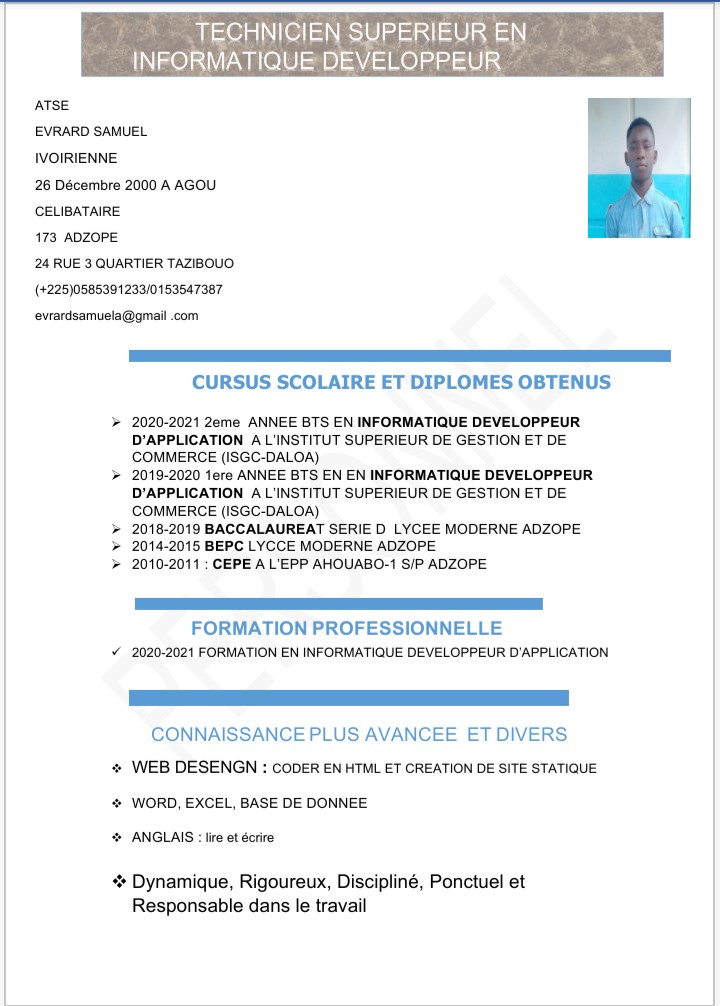 TECHNICIEN SUPERIEUR EN
INFORMATIQUE DEVELOPPEUR
ATSE
EVRARD SAMUEL
IVOIRIENNE
26 Décembre 2000 A AGOU
CELIBATAIRE
173 ADZOPE
24 RUE 3 QUARTIER TAZIBOUO
(+225)0585391233/0153547387
evrardsamuela@gmail .com
CURSUS SCOLAIRE ET DIPLOMES OBTENUS
2020-2021 2eme ANNEE BTS EN INFORMATIQUE DEVELOPPEUR
D'APPLICATION A L'INSTITUT SUPERIEUR DE GESTION ET DE
COMMERCE (ISGC-DALOA)
2019-2020 1ere ANNEE BTS EN EN INFORMATIQUE DEVELOPPEUR
D'APPLICATION A L'INSTITUT SUPERIEUR DE GESTION ET DE
COMMERCE (ISGC-DALOA)
2018-2019 BACCALAUREAT SERIE D LYCEE MODERNE ADZOPE
2014-2015 BEPC LYCCE MODERNE ADZOPE
2010-2011 : CEPE A L'EPP AHOUABO-1 S/P ADZOPE
FORMATION PROFESSIONNELLE
2020-2021 FORMATION EN INFORMATIQUE DEVELOPPEUR D'APPLICATION
CONNAISSANCE PLUS AVANCEE ET DIVERS
WEB DESENGN : CODER EN HTML ET CREATION DE SITE STATIQUE
WORD, EXCEL, BASE DE DONNEE
ANGLAIS : lire et écrire
Dynamique, Rigoureux, Discipliné, Ponctuel et
Responsable dans le travail
PERSONNEL